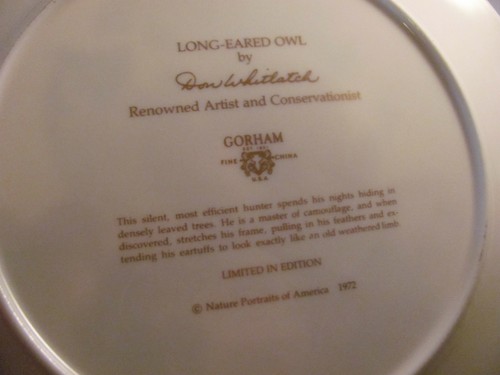 LONG-EARED OWL
by
Don Whitlatch
Renowned Artist and Conservationist
GORHAM
EST. 1831
FINE CHINA
U.S.A.
This silent, most efficient hunter spends his nights hiding in
densely leaved trees. He is a master of camouflage, and when
discovered, stretches his frame, pulling in his feathers and ex-
tending his eartufts to look exactly like an old weathered limb.
LIMITED IN EDITION
© Nature Portraits of America 1972